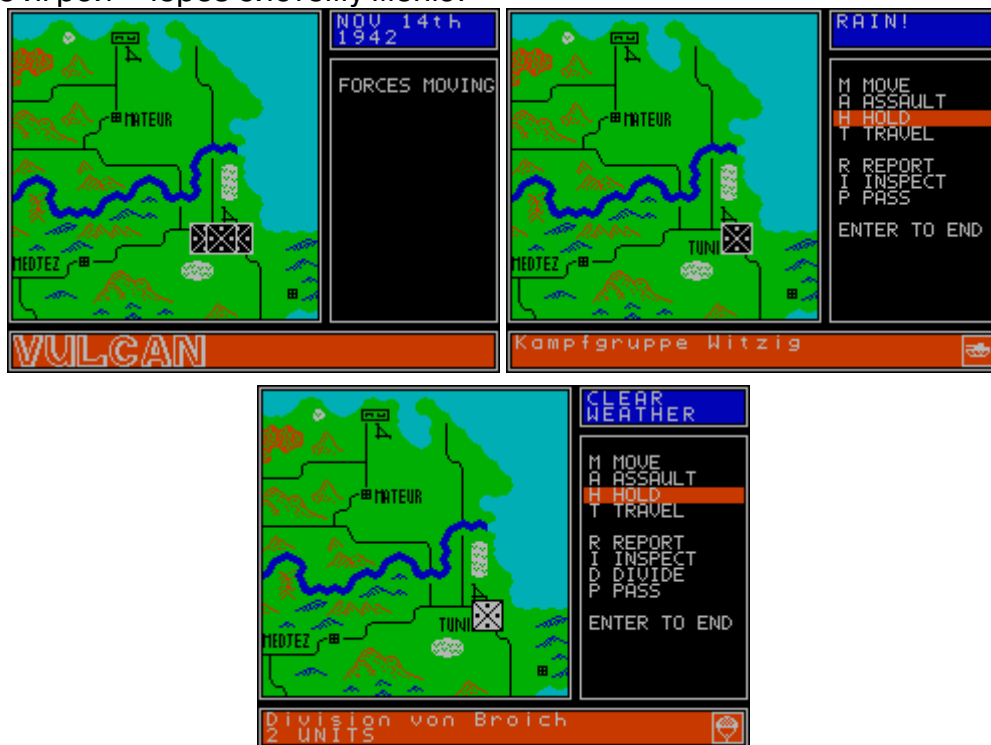 NOV 14th
1942
FORCES MOVING
MATEUR
MEDJEZ
VULCAN
RAIN!
M MOVE
A ASSAULT
H HOLD
T TRAVEL
R REPORT
I INSPECT
P PASS
ENTER TO END
MATEUR
TUNI
MEDTEZ
Kampfgruppe Witzig
CLEAR
WEATHER
M MOVE
A ASSAULT
H HOLD
T TRAVEL
R REPORT
I INSPECT
D DIVIDE
P PASS
ENTER TO END
MATEUR
TUNI
MEDTEZ
Division von Broich
2 UNITS